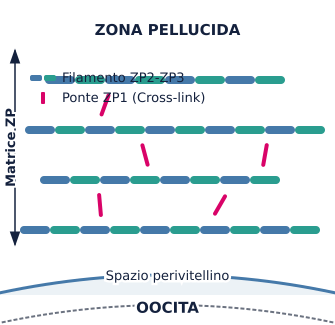 ZONA PELLUCIDA
Filamento ZP2-ZP3
Ponte ZP1 (Cross-link)
Matrice ZP
Spazio perivitellino
OOCITA